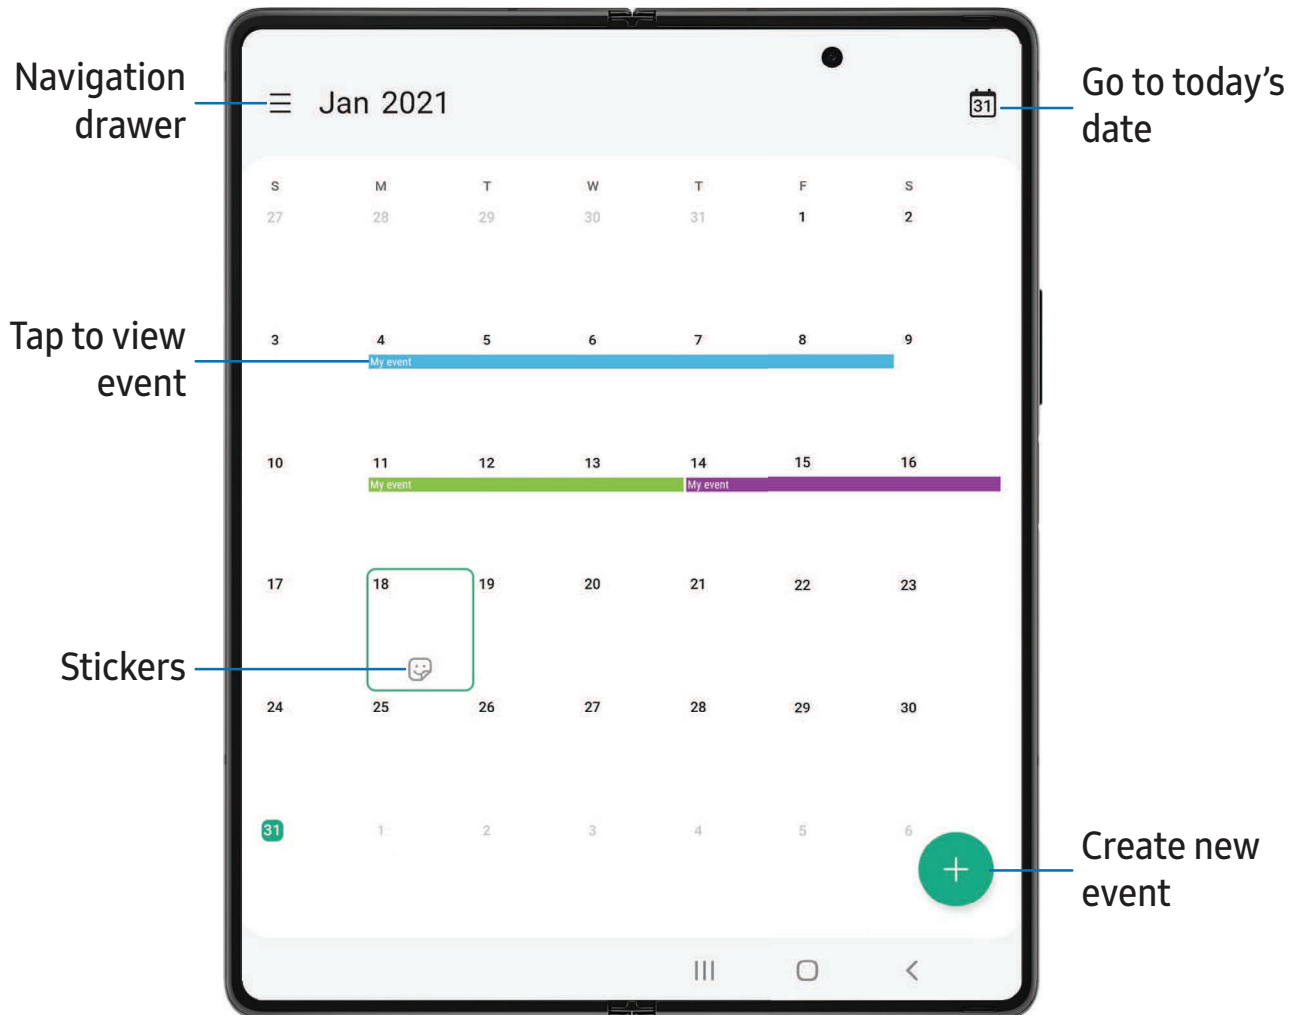 Navigation
drawer
Jan 2021
31
Go to today's
date
S M T W T F S
27 28 29 30 31 1 2
Tap to view
event
3 4 5 6 7 8 9
My event
10 11 12 13 14 15 16
My event My event
17 18 19 20 21 22 23
Stickers
24 25 26 27 28 29 30
31 1 2 3 4 5 6
Create new
event